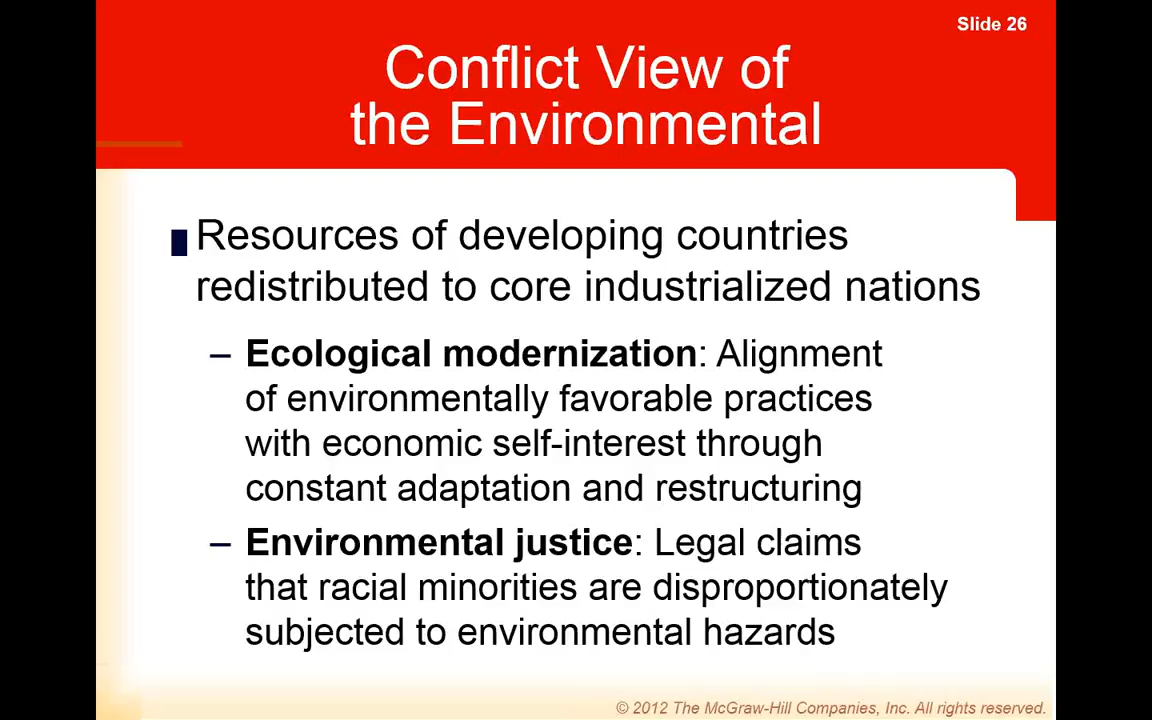 Slide 26
Conflict View of
the Environmental
Resources of developing countries
redistributed to core industrialized nations
– Ecological modernization: Alignment
of environmentally favorable practices
with economic self-interest through
constant adaptation and restructuring
– Environmental justice: Legal claims
that racial minorities are disproportionately
subjected to environmental hazards
© 2012 The McGraw-Hill Companies, Inc. All rights reserved.